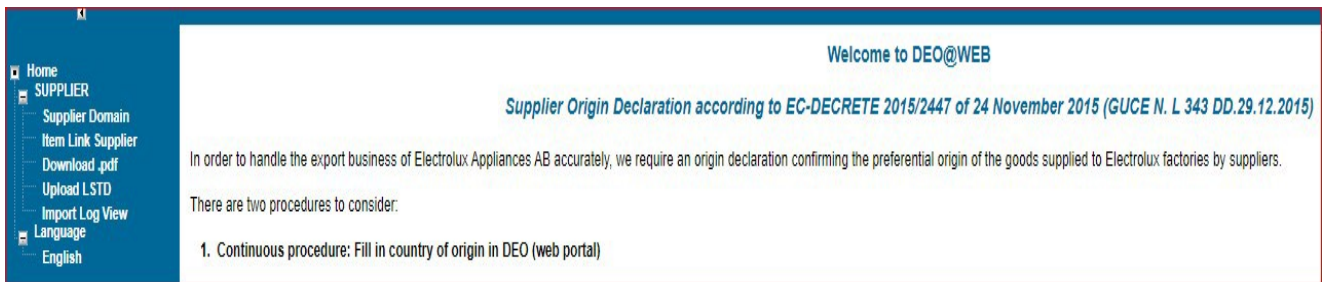 Home
SUPPLIER
Supplier Domain
Item Link Supplier
Download .pdf
Upload LSTD
Import Log View
Language
English
Welcome to DEO@WEB
Supplier Origin Declaration according to EC-DECRETE 2015/2447 of 24 November 2015 (GUCE N. L 343 DD.29.12.2015)
In order to handle the export business of Electrolux Appliances AB accurately, we require an origin declaration confirming the preferential origin of the goods supplied to Electrolux factories by suppliers.
There are two procedures to consider:
1. Continuous procedure: Fill in country of origin in DEO (web portal)